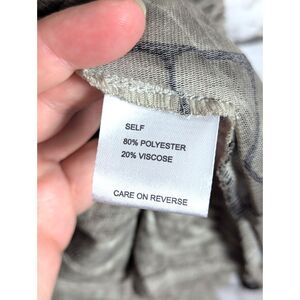 SELF
80% POLYESTER
20% VISCOSE
CARE ON REVERSE